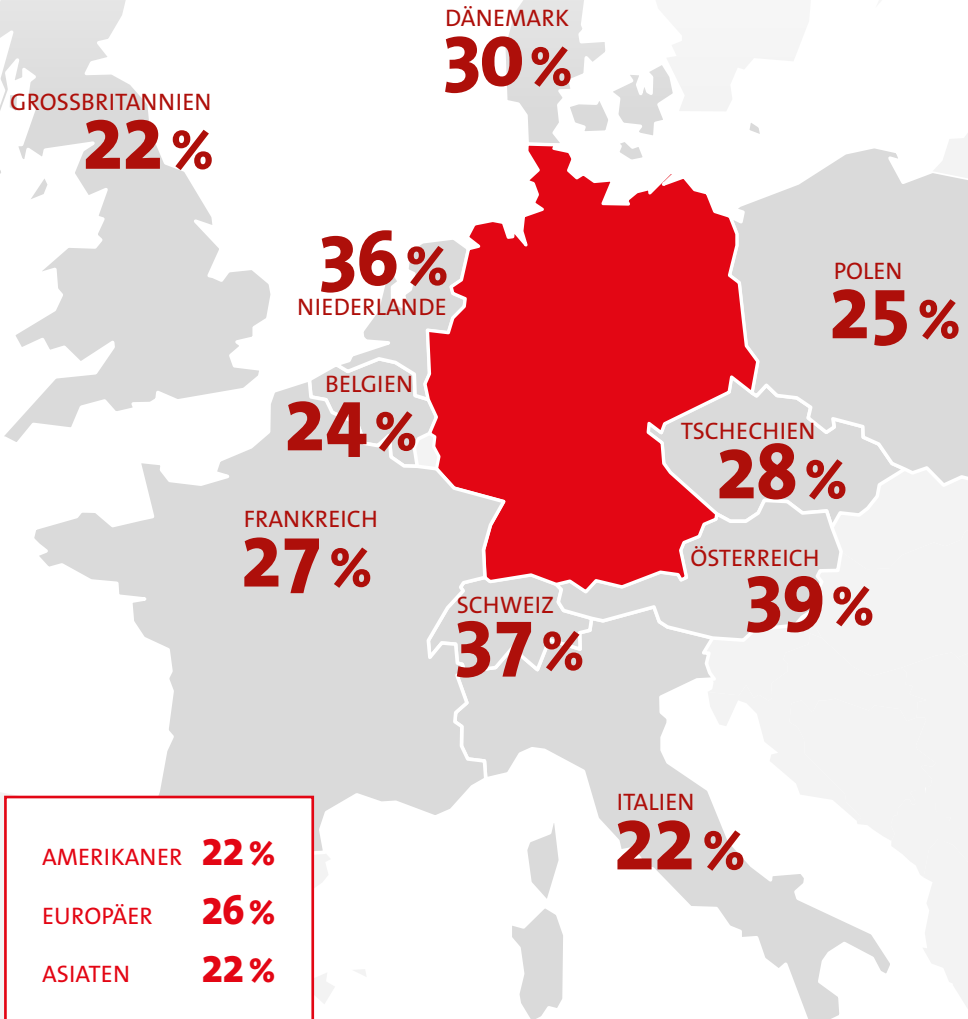 DÄNEMARK
30 %
GROSSBRITANNIEN
22 %
36 %
NIEDERLANDE
POLEN
25 %
BELGIEN
24 %
TSCHECHIEN
28 %
FRANKREICH
27 %
ÖSTERREICH
39 %
SCHWEIZ
37 %
ITALIEN
22 %
AMERIKANER 22 %
EUROPÄER 26 %
ASIATEN 22 %